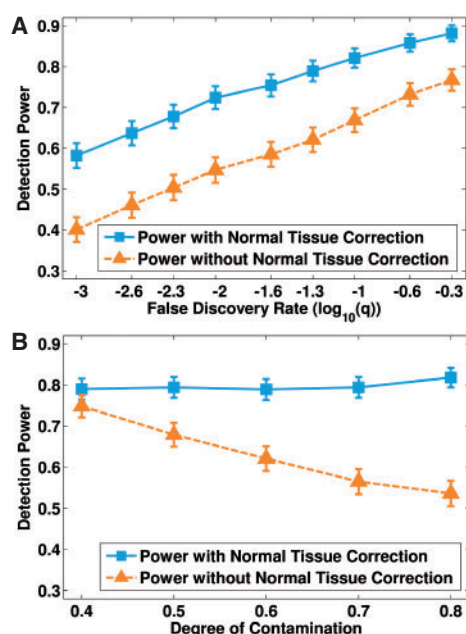 A
0.9
0.8
0.7
0.6
0.5
0.4
0.3
Detection Power
Power with Normal Tissue Correction
Power without Normal Tissue Correction
-3 -2.6 -2.3 -2 -1.6 -1.3 -1 -0.6 -0.3
False Discovery Rate (log10(q))
B
0.9
0.8
0.7
0.6
0.5
0.4
0.3
Detection Power
Power with Normal Tissue Correction
Power without Normal Tissue Correction
0.4 0.5 0.6 0.7 0.8
Degree of Contamination